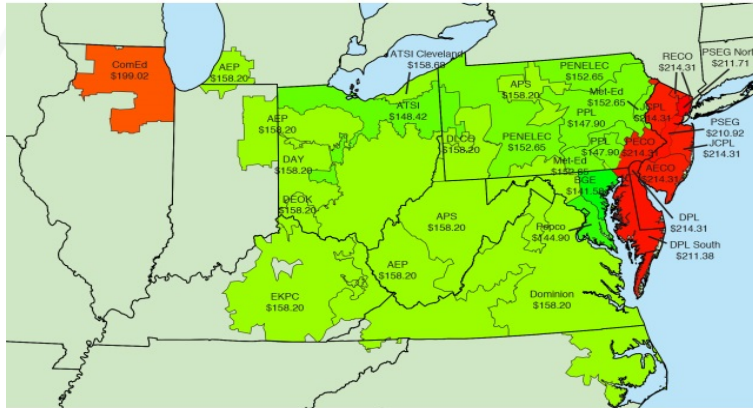 ComEd
$199.02
AEP
$158.20
ATSI Cleveland
$158.68
PENELEC
$152.65
RECO
$214.31
PSEG North
$211.71
APS
$158.20
Met-Ed
$152.65
JCPL
$214.31
AEP
$158.20
ATSI
$148.42
PPL
$147.90
PSEG
$210.92
DLCO
$158.20
PENELEC
$152.65
PPL
$147.90
PECO
$214.31
JCPL
$214.31
DAY
$158.20
Met-Ed
$152.65
AECO
$214.31
BGE
DEOK
$158.20
APS
$158.20
Pepco
$144.90
DPL
$214.31
DPL South
$211.38
AEP
$158.20
EKPC
$158.20
Dominion
$158.20